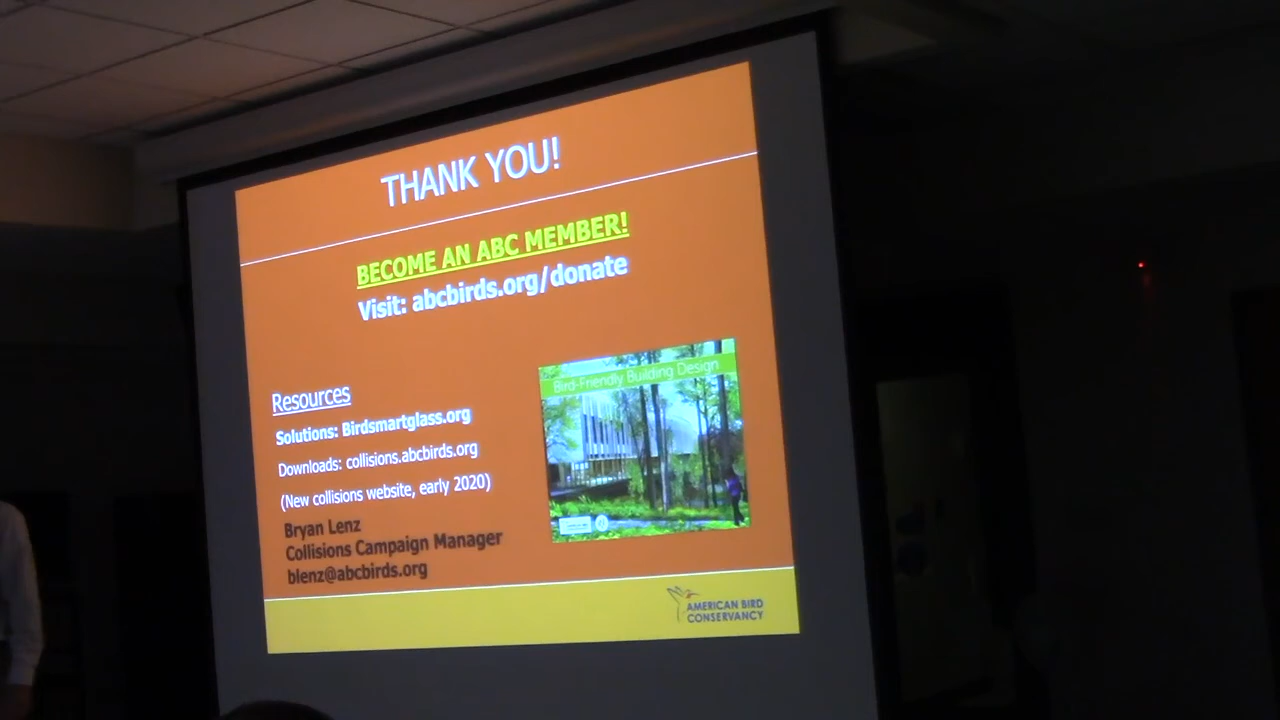 THANK YOU!
BECOME AN ABC MEMBER!
Visit: abcbirds.org/donate
Resources
Solutions: Birdsmartglass.org
Downloads: collisions.abcbirds.org
(New collisions website, early 2020)
Bryan Lenz
Collisions Campaign Manager
blenz@abcbirds.org
Bird-Friendly Building Design
AMERICAN BIRD
CONSERVANCY